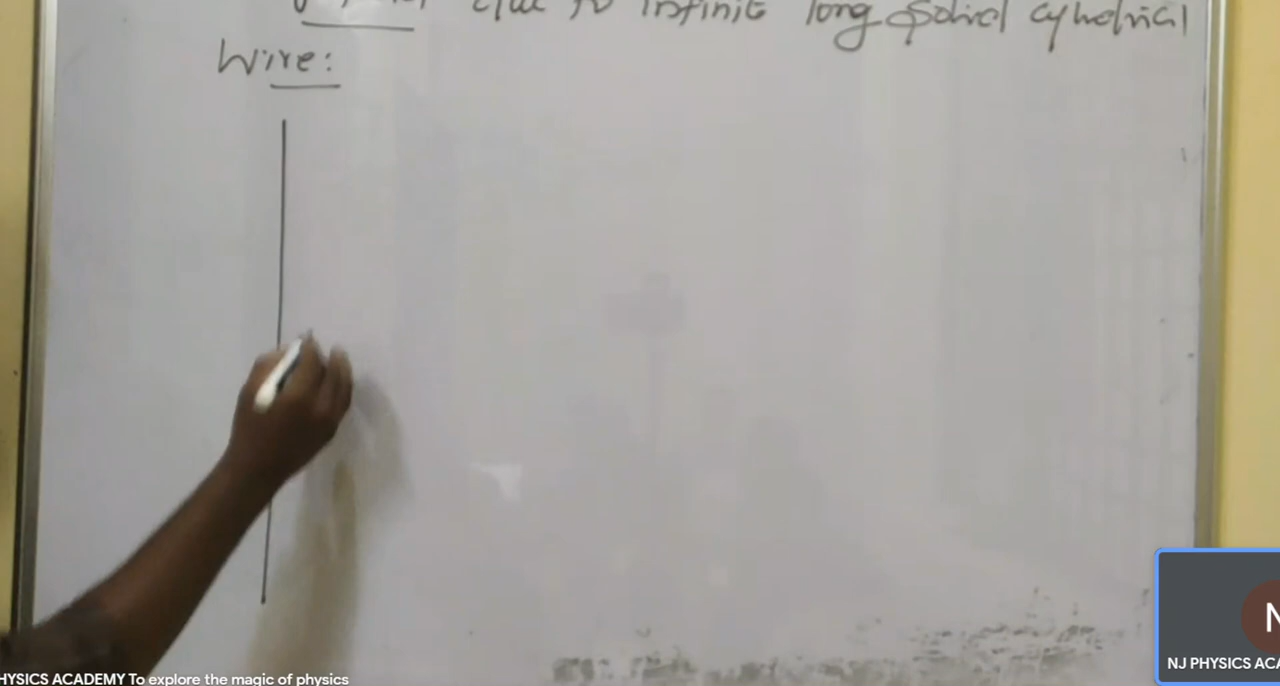 due to infinite long solid cylindrical
Wire:
PHYSICS ACADEMY To explore the magic of physics
N
NJ PHYSICS ACA